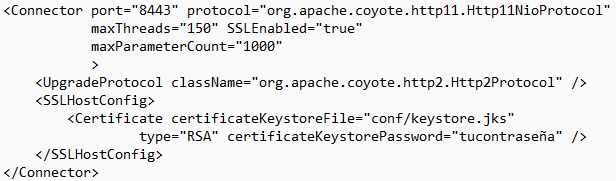 <Connector port="8443" protocol="org.apache.coyote.http11.Http11NioProtocol"
maxThreads="150" SSLEnabled="true"
maxParameterCount="1000"
>
<UpgradeProtocol className="org.apache.coyote.http2.Http2Protocol" />
<SSLHostConfig>
<Certificate certificateKeystoreFile="conf/keystore.jks"
type="RSA" certificateKeystorePassword="tucontraseña" />
</SSLHostConfig>
</Connector>